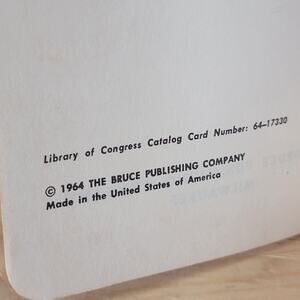 Library of Congress Catalog Card Number: 64–17330
© 1964 THE BRUCE PUBLISHING COMPANY
Made in the United States of America